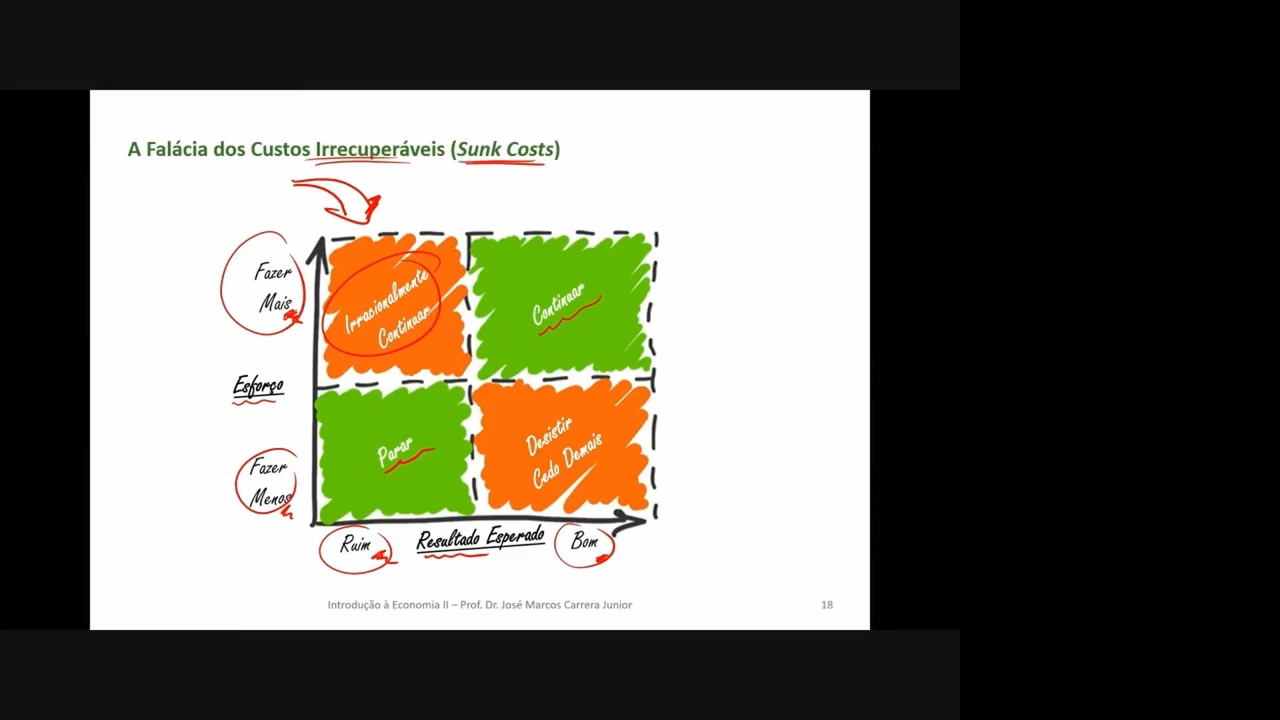 A Falácia dos Custos Irrecuperáveis (Sunk Costs)
Fazer
Mais
Irracionalmente
Continuar
Continuar
Esforço
Parar
Desistir
Cedo Demais
Fazer
Menos
Ruim
Resultado Esperado
Bom
Introdução à Economia II – Prof. Dr. José Marcos Carrera Junior
18